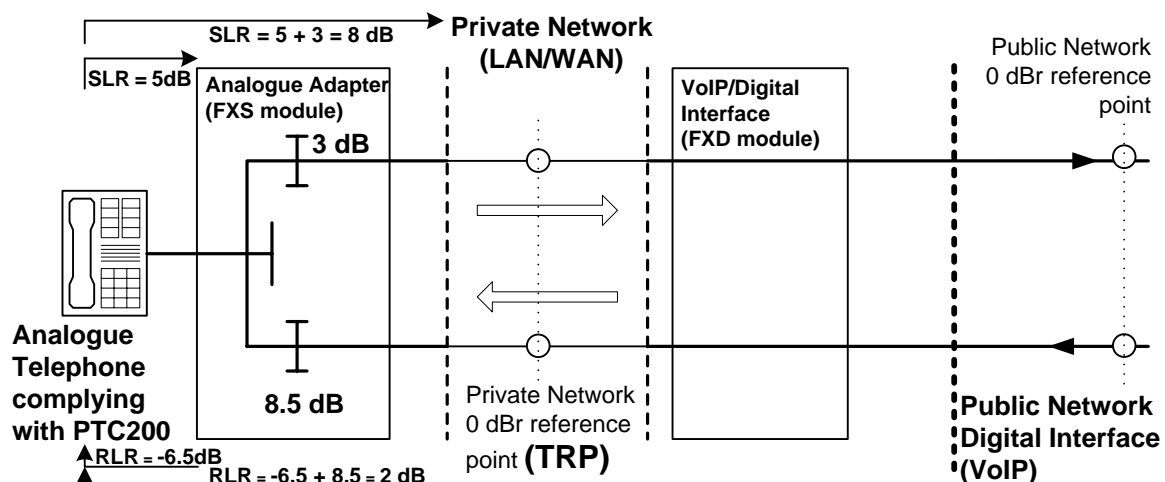 SLR = 5 + 3 = 8 dB
SLR = 5dB
Private Network
(LAN/WAN)
Public Network
0 dBr reference
point
Analogue Adapter
(FXS module)
VoIP/Digital
Interface
(FXD module)
3 dB
8.5 dB
Analogue
Telephone
complying
with PTC200
Private Network
0 dBr reference
point (TRP)
Public Network
Digital Interface
(VoIP)
RLR = -6.5dB
RLR = -6.5 + 8.5 = 2 dB